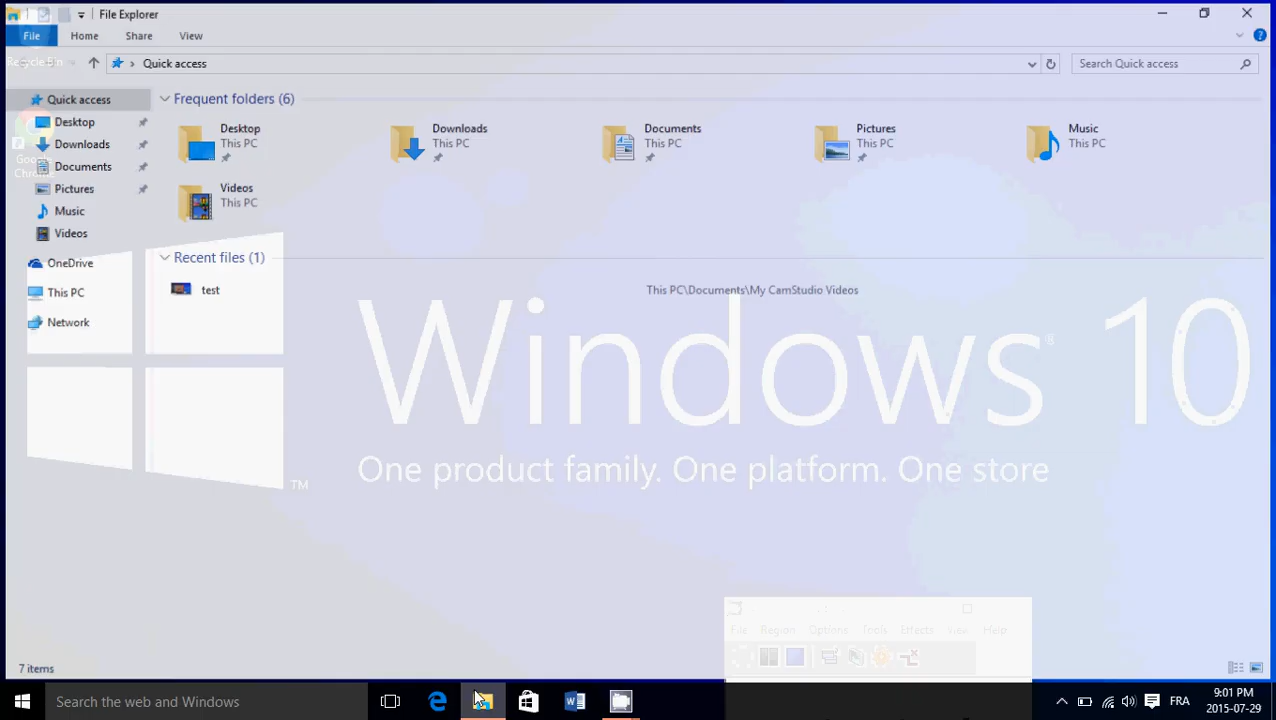 File Explorer
File Home Share View
Recycle Bin
Quick access
Search Quick access
Quick access
Desktop
Downloads
Documents
Pictures
Music
Videos
OneDrive
This PC
Network
Google
Chrome
Frequent folders (6)
Desktop
This PC
Downloads
This PC
Documents
This PC
Pictures
This PC
Music
This PC
Videos
This PC
Recent files (1)
test
This PC\Documents\My CamStudio Videos
Windows® 10
One product family. One platform. One store
TM
File Region Options Tools Effects View Help
7 items
Search the web and Windows
FRA
9:01 PM
2015-07-29